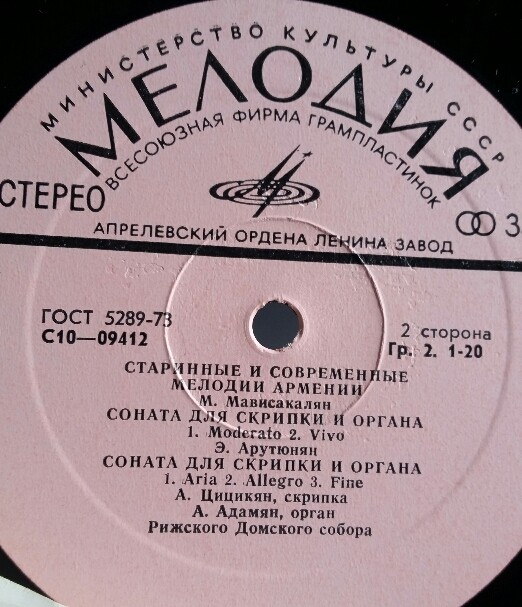 МИНИСТЕРСТВО КУЛЬТУРЫ СССР
МЕЛОДИЯ
ВСЕСОЮЗНАЯ ФИРМА ГРАМПЛАСТИНОК
СТЕРЕО
3
АПРЕЛЕВСКИЙ ОРДЕНА ЛЕНИНА ЗАВОД
ГОСТ 5289-73
С10—09412
2 сторона
Гр. 2. 1-20
СТАРИННЫЕ И СОВРЕМЕННЫЕ
МЕЛОДИИ АРМЕНИИ
М. Мависакалян
СОНАТА ДЛЯ СКРИПКИ И ОРГАНА
1. Moderato 2. Vivo
Э. Арутюнян
СОНАТА ДЛЯ СКРИПКИ И ОРГАНА
1. Aria 2. Allegro 3. Fine
А. Цицикян, скрипка
А. Адамян, орган
Рижского Домского собора